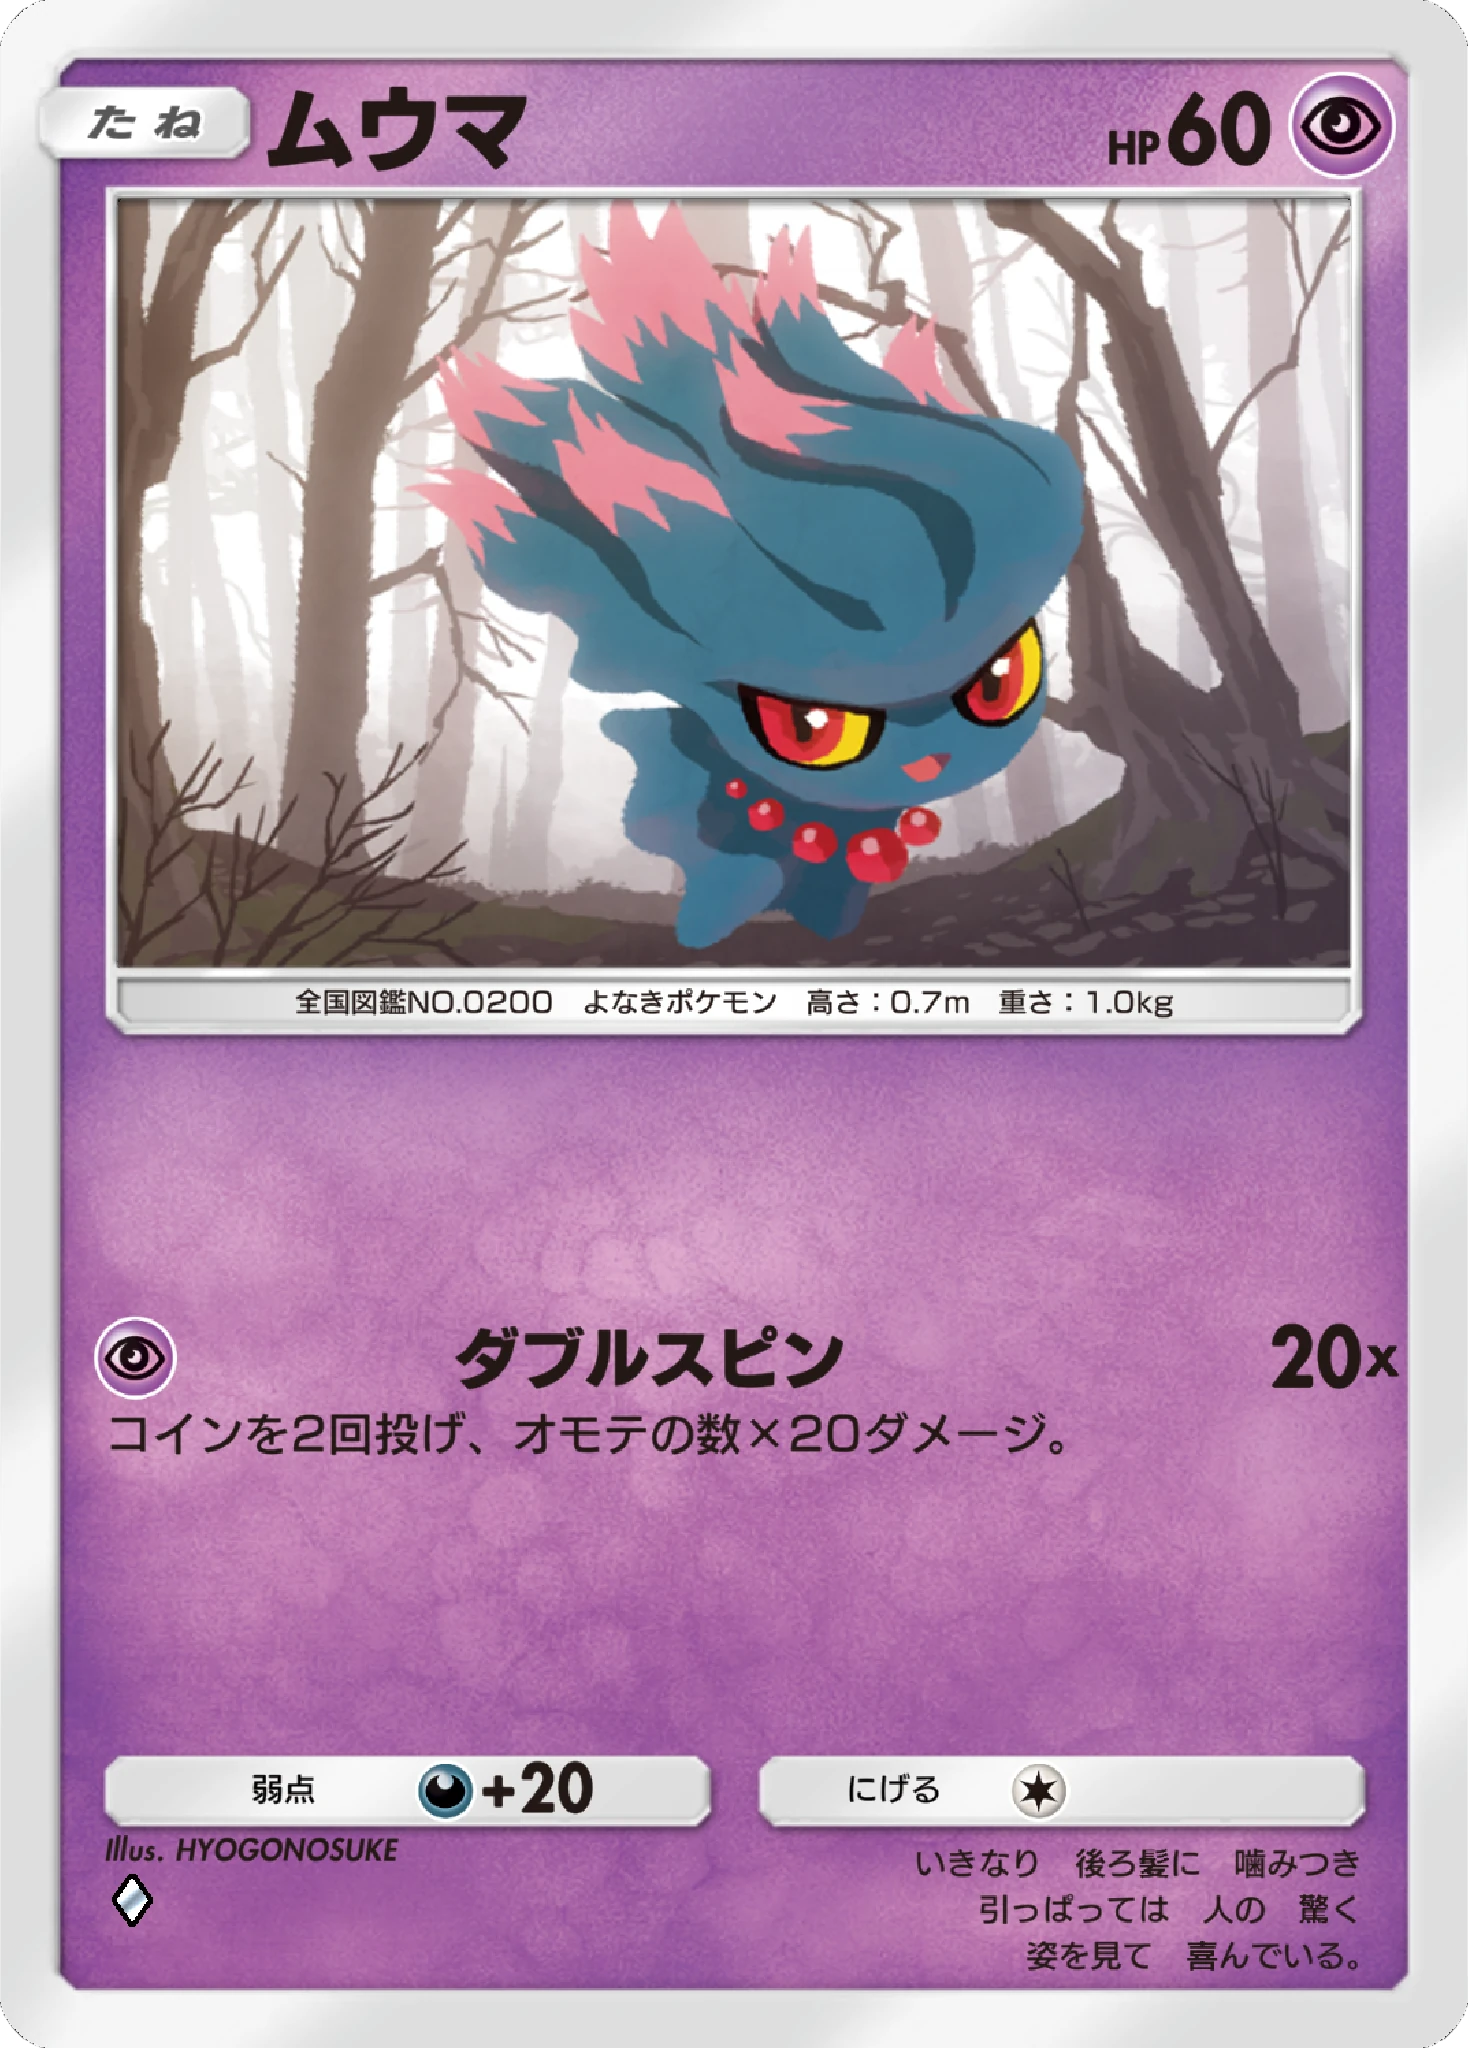 たね ムウマ HP60
全国図鑑NO.0200 よなきポケモン 高さ：0.7m 重さ：1.0kg
ダブルスピン 20x
コインを2回投げ、オモテの数×20ダメージ。
弱点 +20 にげる
Illus. HYOGONOSUKE
いきなり 後ろ髪に 噛みつき
引っぱっては 人の 驚く
姿を見て 喜んでいる。